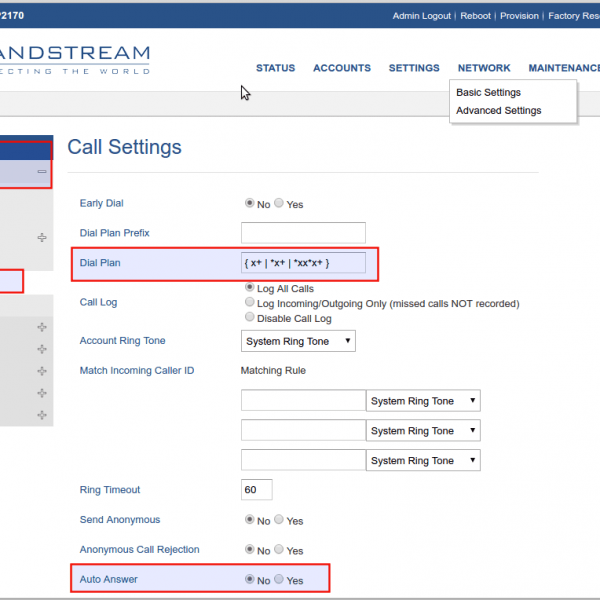 2170
Admin Logout | Reboot | Provision | Factory Res
ANDSTREAM
ECTING THE WORLD
STATUS ACCOUNTS SETTINGS NETWORK MAINTENANCE
Basic Settings
Advanced Settings
Call Settings
Early Dial No Yes
Dial Plan Prefix
Dial Plan { x+ | *x+ | *xx*x+ }
Call Log Log All Calls
Log Incoming/Outgoing Only (missed calls NOT recorded)
Disable Call Log
Account Ring Tone System Ring Tone
Match Incoming Caller ID Matching Rule
System Ring Tone
System Ring Tone
System Ring Tone
Ring Timeout 60
Send Anonymous No Yes
Anonymous Call Rejection No Yes
Auto Answer No Yes